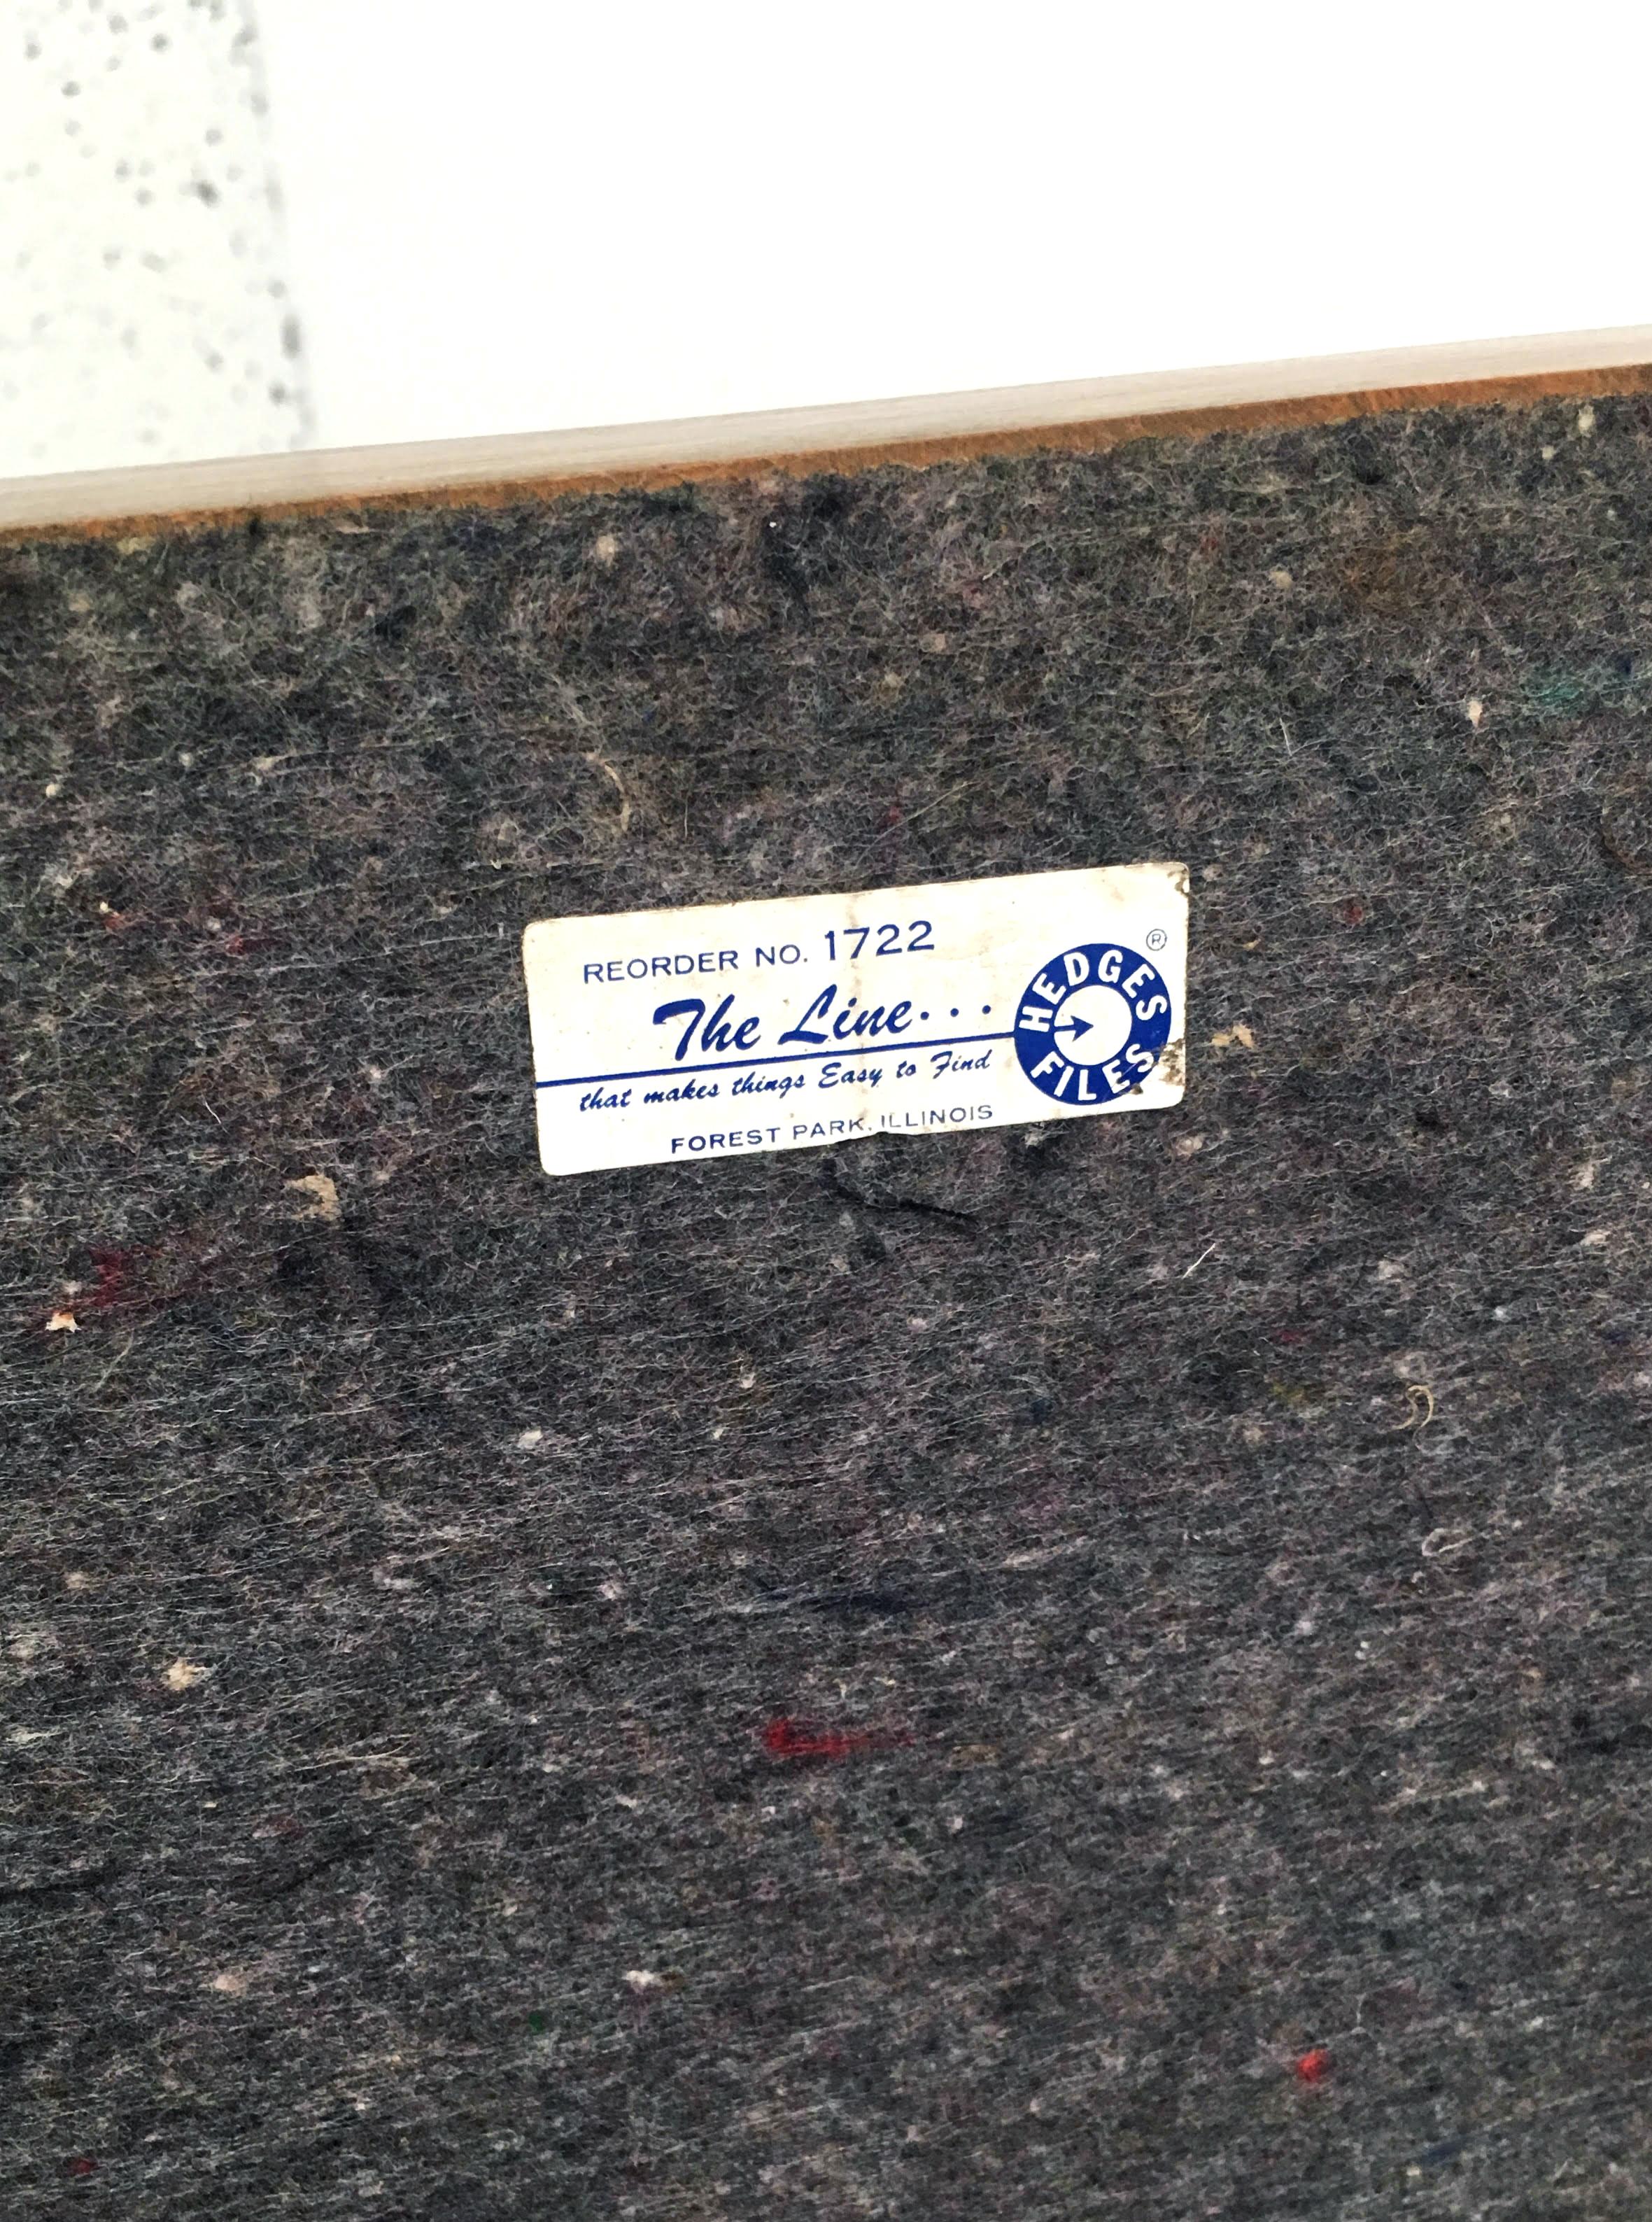 REORDER NO. 1722
The Line...
that makes things Easy to Find
FOREST PARK, ILLINOIS
HEDGES
FILES
®